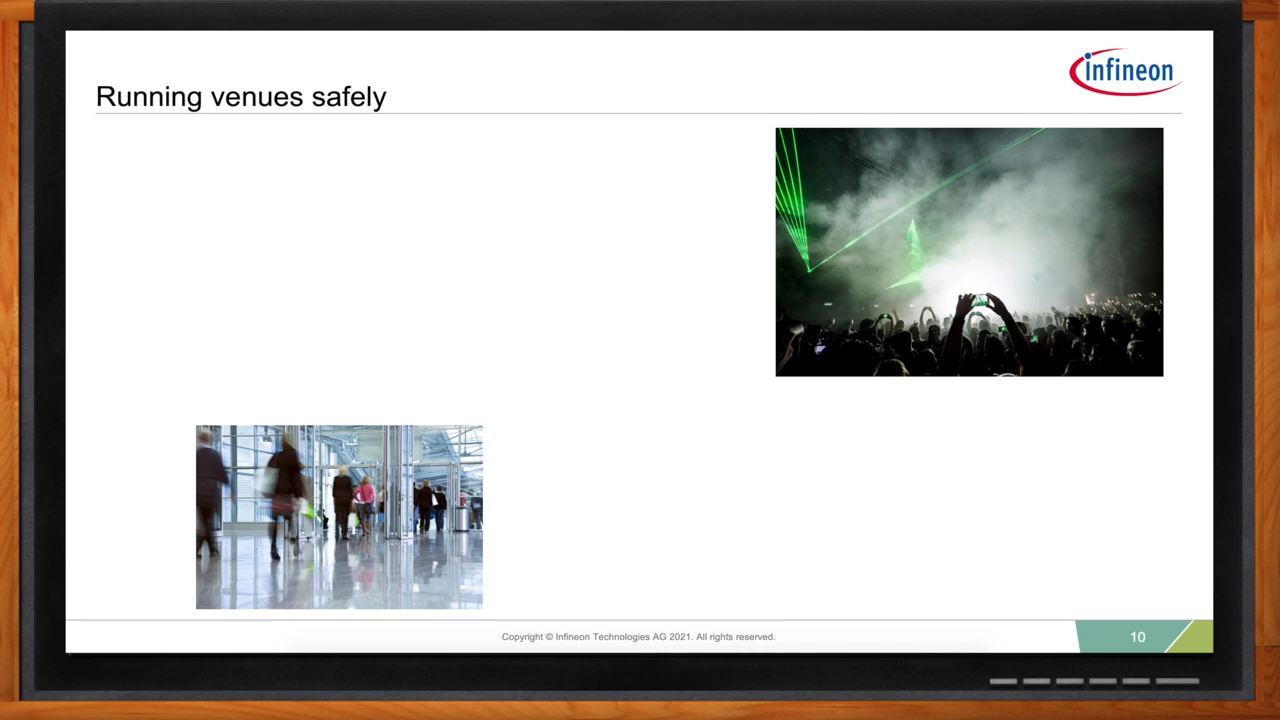 infineon
Running venues safely
Copyright © Infineon Technologies AG 2021. All rights reserved.
10